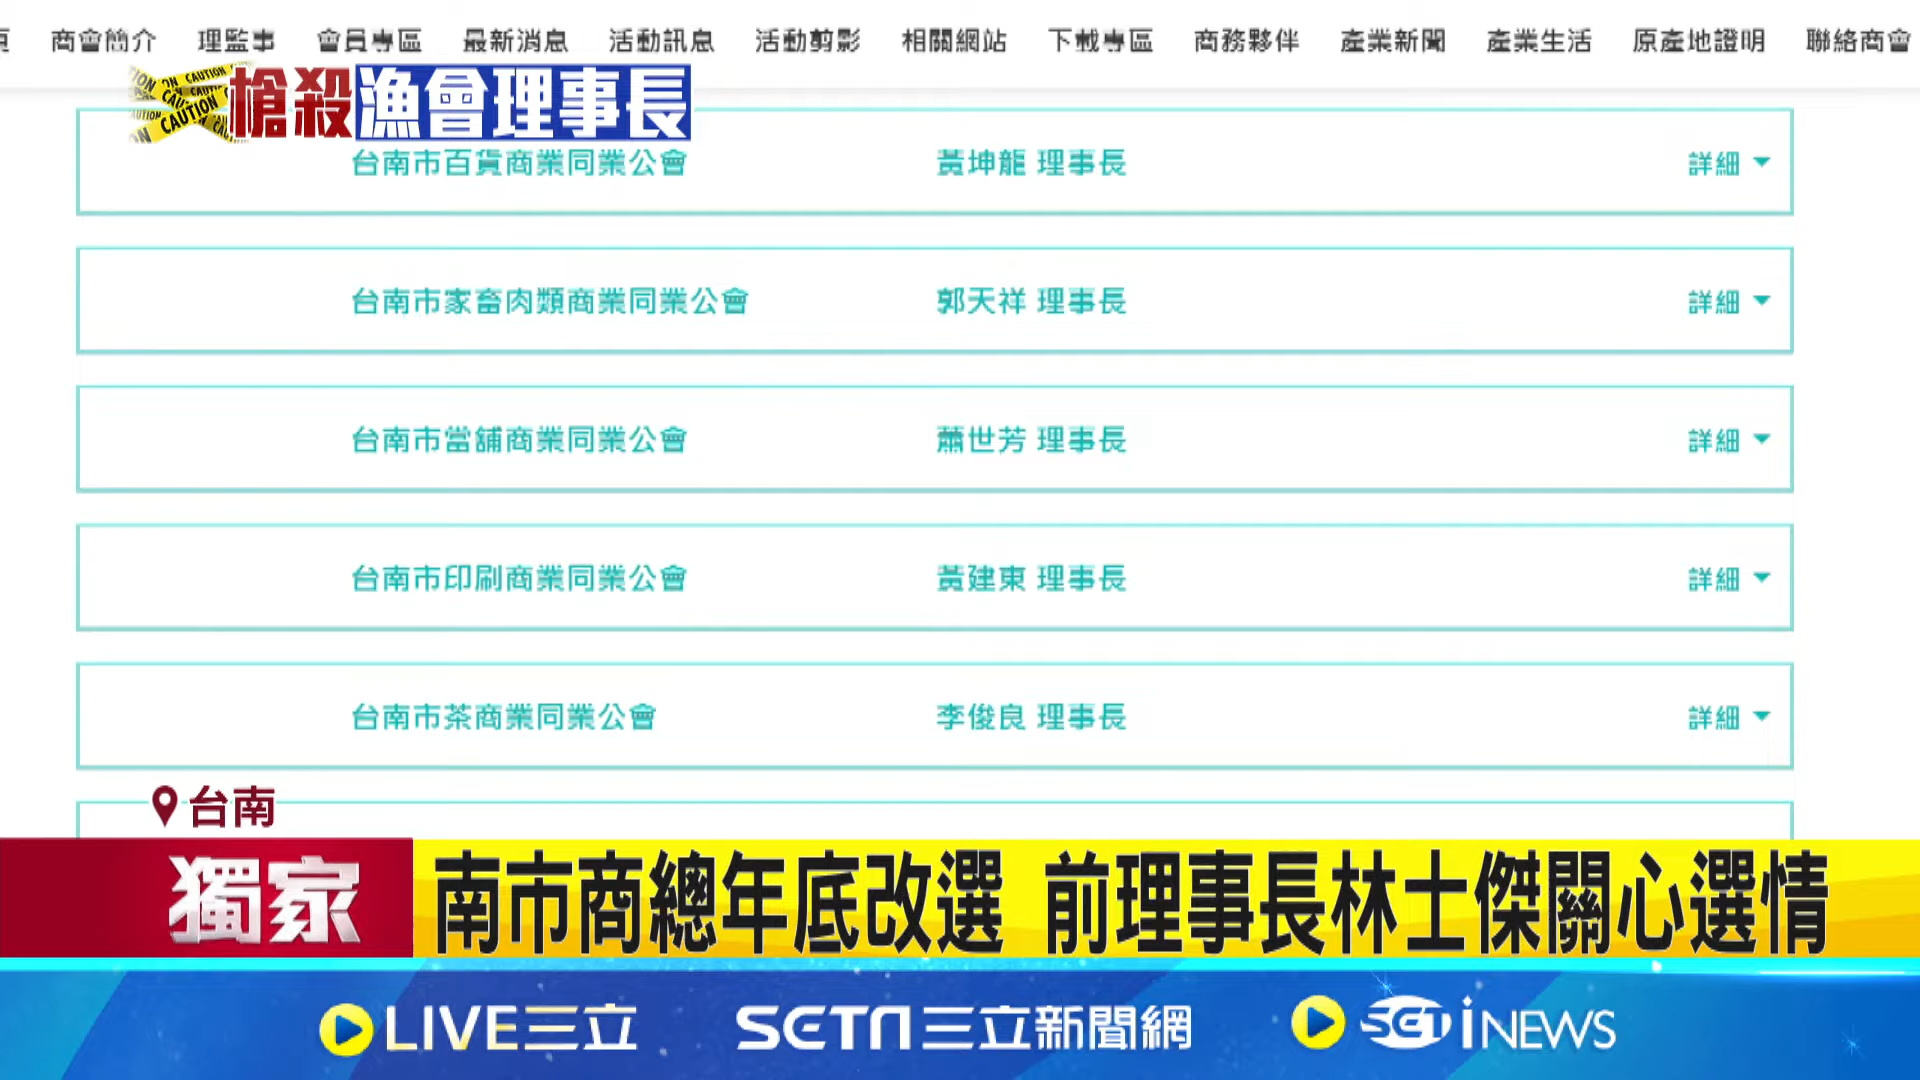 商會簡介 理監事 會員專區 最新消息 活動訊息 活動剪影 相關網站 下載專區 商務夥伴 產業新聞 產業生活 原產地證明 聯絡商會
槍殺漁會理事長
台南市百貨商業同業公會 黃坤龍 理事長 詳細
台南市家畜肉類商業同業公會 郭天祥 理事長 詳細
台南市當舖商業同業公會 蕭世芳 理事長 詳細
台南市印刷商業同業公會 黃建東 理事長 詳細
台南市茶商業同業公會 李俊良 理事長 詳細
台南
獨家 南市商總年底改選 前理事長林士傑關心選情
LIVE三立 SETN三立新聞網 SET iNEWS